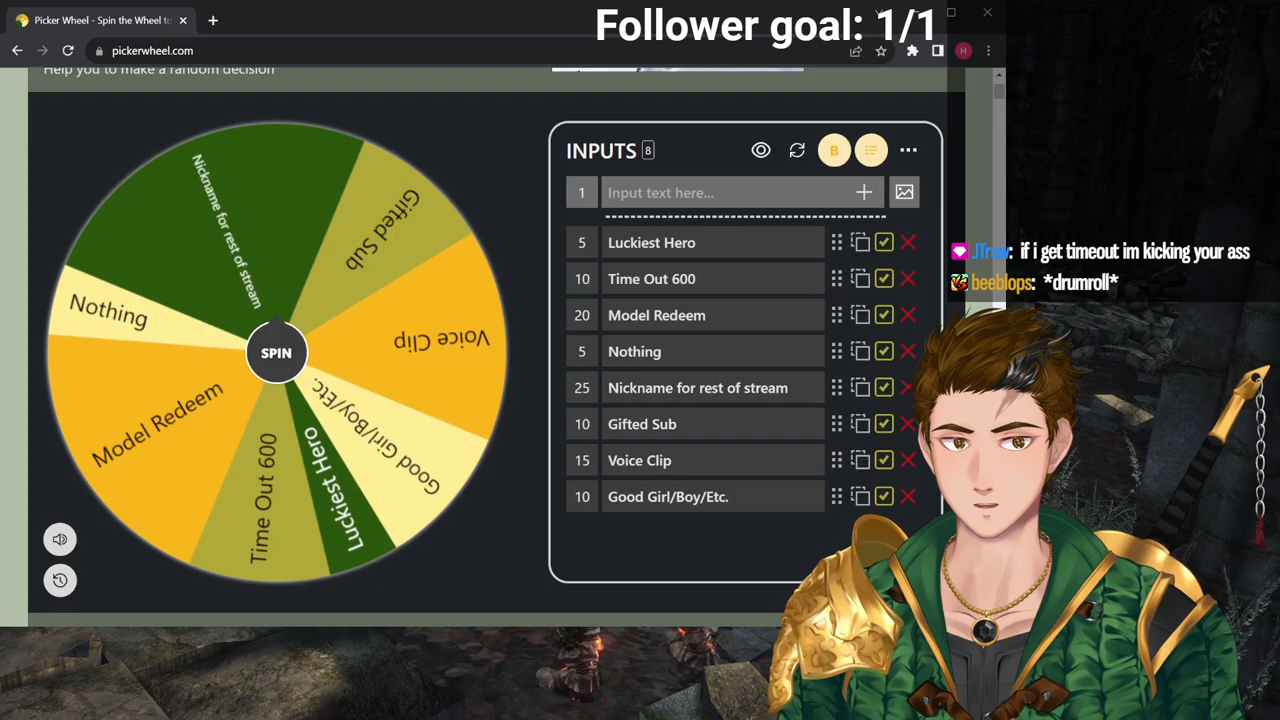 Picker Wheel - Spin the Wheel to
Follower goal: 1/1
pickerwheel.com
H
Help you to make a random decision
Nickname for rest of stream
Gifted Sub
Voice Clip
Good Girl/Boy/Etc.
Luckiest Hero
Time Out 600
Model Redeem
Nothing
SPIN
INPUTS 8
B
1 Input text here...
5 Luckiest Hero
10 Time Out 600
20 Model Redeem
5 Nothing
25 Nickname for rest of stream
10 Gifted Sub
15 Voice Clip
10 Good Girl/Boy/Etc.
JTruw: if i get timeout im kicking your ass
beeblops: *drumroll*